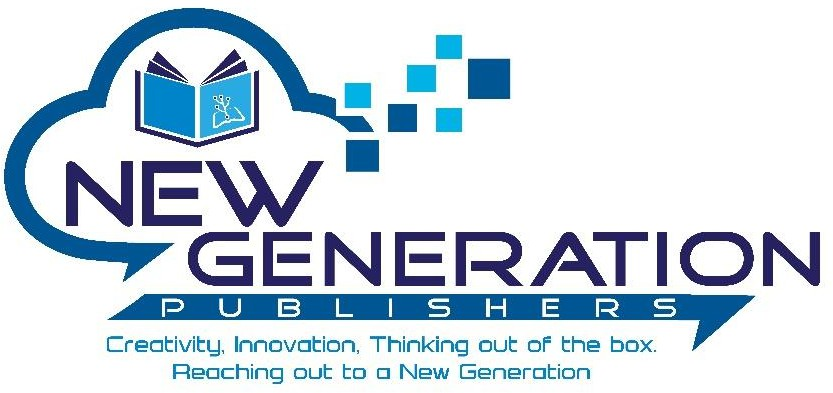 NEW
GENERATION
PUBLISHERS
Creativity, Innovation, Thinking out of the box.
Reaching out to a New Generation